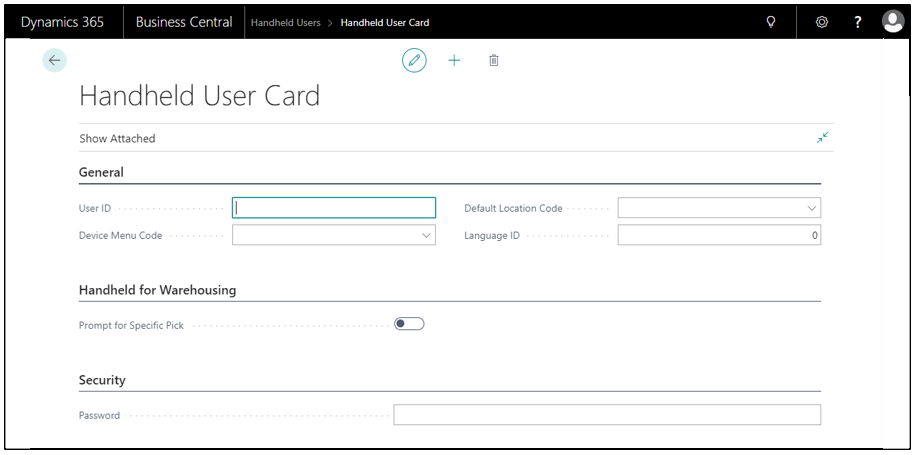 Dynamics 365 Business Central Handheld Users > Handheld User Card ?
Handheld User Card
Show Attached
General
User ID Default Location Code
Device Menu Code Language ID 0
Handheld for Warehousing
Prompt for Specific Pick
Security
Password